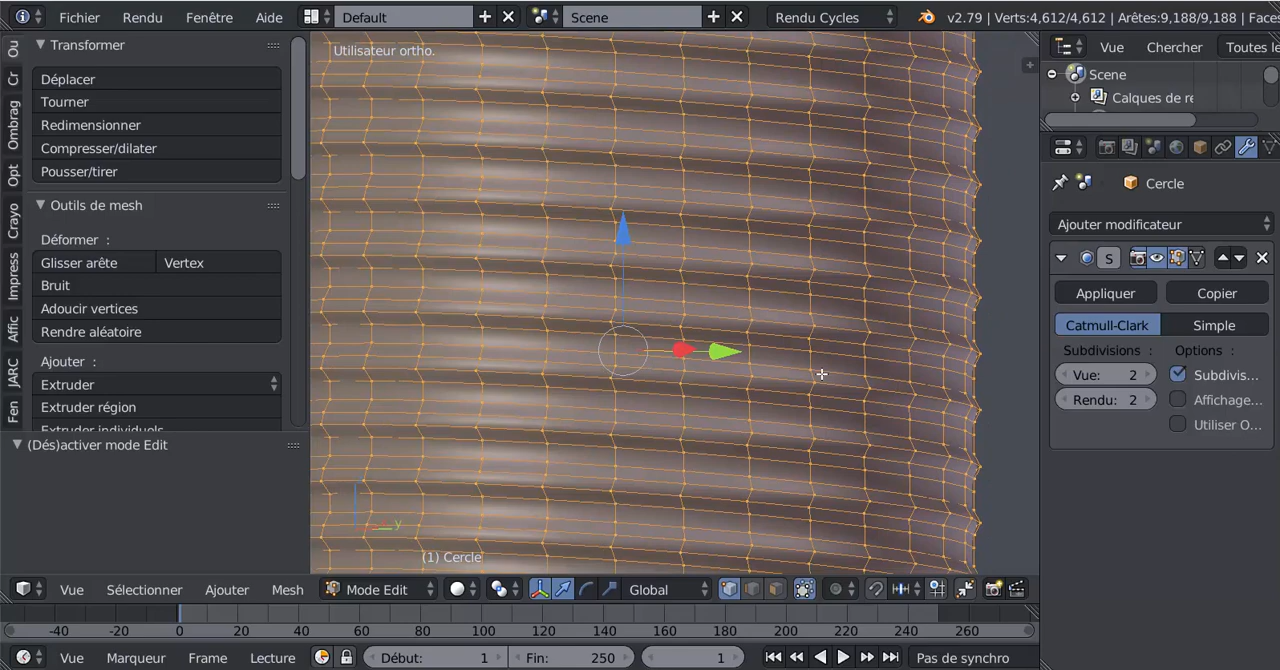 Fichier Rendu Fenêtre Aide Default Scene Rendu Cycles v2.79 | Verts:4,612/4,612 | Arêtes:9,188/9,188 | Faces
Ou
Cr
Ombrag
Opt
Crayo
Impress
Affic
JARC
Fen
Transformer
Déplacer
Tourner
Redimensionner
Compresser/dilater
Pousser/tirer
Outils de mesh
Déformer :
Glisser arête Vertex
Bruit
Adoucir vertices
Rendre aléatoire
Ajouter :
Extruder
Extruder région
Extruder individuels
(Dés)activer mode Edit
Utilisateur ortho.
y
(1) Cercle
Vue Chercher Toutes le
Scene
Calques de re
Cercle
Ajouter modificateur
S
Appliquer Copier
Catmull-Clark Simple
Subdivisions : Options :
Vue: 2 Subdivis...
Rendu: 2 Affichage...
Utiliser O...
Vue Sélectionner Ajouter Mesh Mode Edit Global
-40 -20 0 20 40 60 80 100 120 140 160 180 200 220 240 260
Vue Marqueur Frame Lecture Début: 1 Fin: 250 1 Pas de synchro